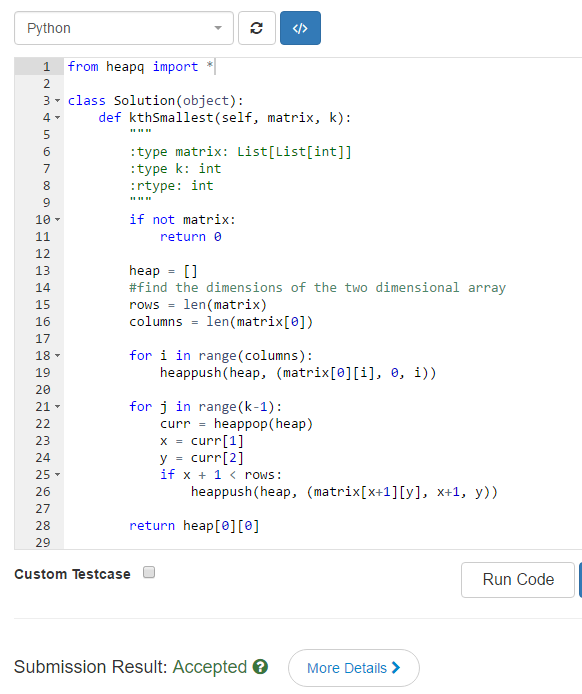 Python
</>
1 from heapq import *
2
3 class Solution(object):
4     def kthSmallest(self, matrix, k):
5         """
6         :type matrix: List[List[int]]
7         :type k: int
8         :rtype: int
9         """
10         if not matrix:
11             return 0
12
13         heap = []
14         #find the dimensions of the two dimensional array
15         rows = len(matrix)
16         columns = len(matrix[0])
17
18         for i in range(columns):
19             heappush(heap, (matrix[0][i], 0, i))
20
21         for j in range(k-1):
22             curr = heappop(heap)
23             x = curr[1]
24             y = curr[2]
25             if x + 1 < rows:
26                 heappush(heap, (matrix[x+1][y], x+1, y))
27
28         return heap[0][0]
29
Custom Testcase
Run Code
Submission Result: Accepted ?
More Details